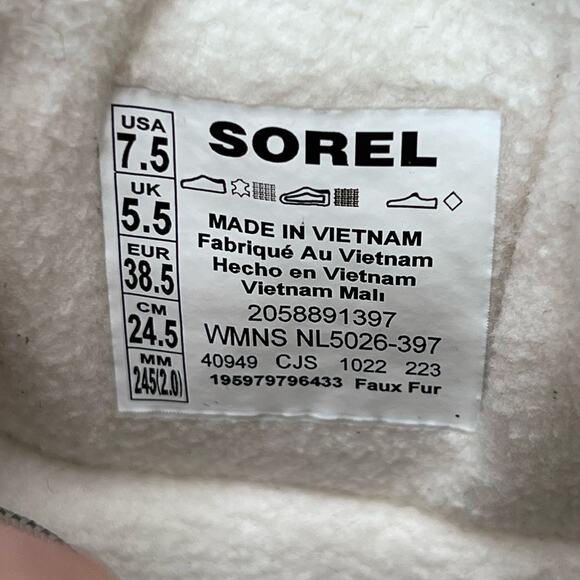 USA
7.5
UK
5.5
EUR
38.5
CM
24.5
MM
245(2.0)
SOREL
MADE IN VIETNAM
Fabriqué Au Vietnam
Hecho en Vietnam
Vietnam Malı
2058891397
WMNS NL5026-397
40949 CJS 1022 223
195979796433 Faux Fur